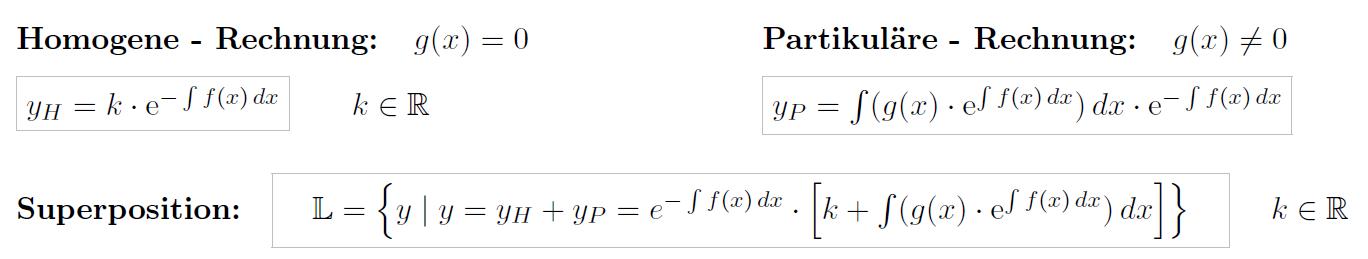 Homogene - Rechnung: g(x) = 0
y_H = k · e^{− ∫ f(x) dx} k ∈ ℝ
Partikuläre - Rechnung: g(x) ≠ 0
y_P = ∫(g(x) · e^{∫ f(x) dx}) dx · e^{− ∫ f(x) dx}
Superposition: 𝕃 = {y | y = y_H + y_P = e^{− ∫ f(x) dx} · [k + ∫(g(x) · e^{∫ f(x) dx}) dx]} k ∈ ℝ